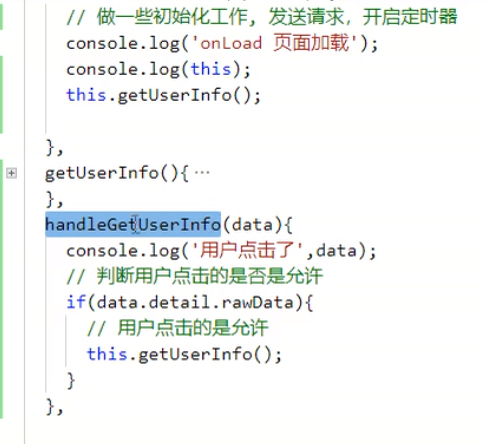 // 做一些初始化工作, 发送请求, 开启定时器
console.log('onLoad 页面加载');
console.log(this);
this.getUserInfo();
},
getUserInfo(){ ···
},
handleGetUserInfo(data){
console.log('用户点击了',data);
// 判断用户点击的是否是允许
if(data.detail.rawData){
// 用户点击的是允许
this.getUserInfo();
}
},